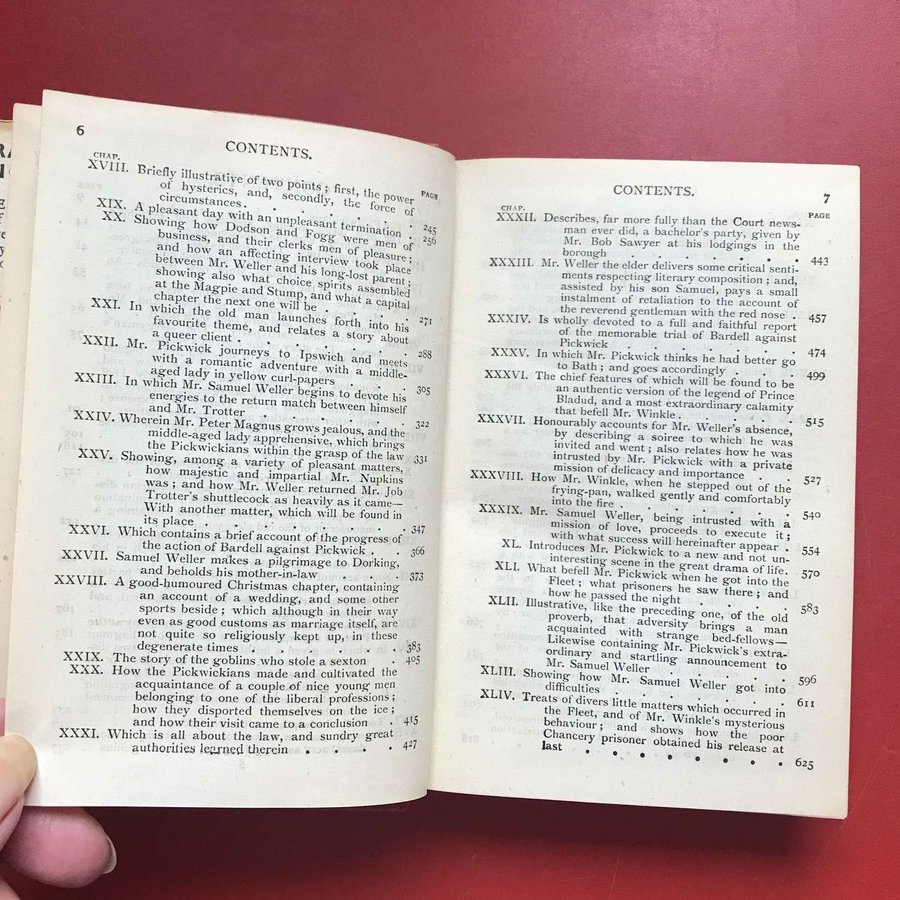 6
CONTENTS.
CHAP.
PAGE
XVIII. Briefly illustrative of two points; first, the power
of hysterics, and, secondly, the force of
circumstances . . . . . . 245
XIX. A pleasant day with an unpleasant termination . 256
XX. Showing how Dodson and Fogg were men of
business, and their clerks men of pleasure;
and how an affecting interview took place
between Mr. Weller and his long-lost parent;
showing also what choice spirits assembled
at the Magpie and Stump, and what a capital
chapter the next one will be . . . . 271
XXI. In which the old man launches forth into his
favourite theme, and relates a story about
a queer client . . . . . . . 288
XXII. Mr. Pickwick journeys to Ipswich and meets
with a romantic adventure with a middle-
aged lady in yellow curl-papers . . . . 305
XXIII. In which Mr. Samuel Weller begins to devote his
energies to the return match between himself
and Mr. Trotter . . . . . . 322
XXIV. Wherein Mr. Peter Magnus grows jealous, and the
middle-aged lady apprehensive, which brings
the Pickwickians within the grasp of the law 331
XXV. Showing, among a variety of pleasant matters,
how majestic and impartial Mr. Nupkins
was; and how Mr. Weller returned Mr. Job
Trotter's shuttlecock as heavily as it came—
With another matter, which will be found in
its place . . . . . . . 347
XXVI. Which contains a brief account of the progress of
the action of Bardell against Pickwick . . 366
XXVII. Samuel Weller makes a pilgrimage to Dorking,
and beholds his mother-in-law . . . . 373
XXVIII. A good-humoured Christmas chapter, containing
an account of a wedding, and some other
sports beside; which although in their way
even as good customs as marriage itself, are
not quite so religiously kept up, in these
degenerate times . . . . . . 383
XXIX. The story of the goblins who stole a sexton . 405
XXX. How the Pickwickians made and cultivated the
acquaintance of a couple of nice young men
belonging to one of the liberal professions;
how they disported themselves on the ice;
and how their visit came to a conclusion . 415
XXXI. Which is all about the law, and sundry great
authorities learned therein . . . . . 427
CONTENTS.
7
CHAP.
PAGE
XXXII. Describes, far more fully than the Court news-
man ever did, a bachelor's party, given by
Mr. Bob Sawyer at his lodgings in the
borough . . . . . . . 443
XXXIII. Mr. Weller the elder delivers some critical senti-
ments respecting literary composition; and,
assisted by his son Samuel, pays a small
instalment of retaliation to the account of
the reverend gentleman with the red nose . 457
XXXIV. Is wholly devoted to a full and faithful report
of the memorable trial of Bardell against
Pickwick . . . . . . . 474
XXXV. In which Mr. Pickwick thinks he had better go
to Bath; and goes accordingly . . . . 499
XXXVI. The chief features of which will be found to be
an authentic version of the legend of Prince
Bladud, and a most extraordinary calamity
that befell Mr. Winkle . . . . . 515
XXXVII. Honourably accounts for Mr. Weller's absence,
by describing a soiree to which he was
invited and went; also relates how he was
intrusted by Mr. Pickwick with a private
mission of delicacy and importance . . . 527
XXXVIII. How Mr. Winkle, when he stepped out of the
frying-pan, walked gently and comfortably
into the fire . . . . . . . 540
XXXIX. Mr. Samuel Weller, being intrusted with a
mission of love, proceeds to execute it;
with what success will hereinafter appear . 554
XL. Introduces Mr. Pickwick to a new and not un-
interesting scene in the great drama of life . 570
XLI. What befell Mr. Pickwick when he got into the
Fleet; what prisoners he saw there; and
how he passed the night . . . . . 583
XLII. Illustrative, like the preceding one, of the old
proverb, that adversity brings a man
acquainted with strange bed-fellows—
Likewise containing Mr. Pickwick's extra-
ordinary and startling announcement to
Mr. Samuel Weller . . . . . . 596
XLIII. Showing how Mr. Samuel Weller got into
difficulties . . . . . . . 611
XLIV. Treats of divers little matters which occurred in
the Fleet, and of Mr. Winkle's mysterious
behaviour; and shows how the poor
Chancery prisoner obtained his release at
last . . . . . . . . 625